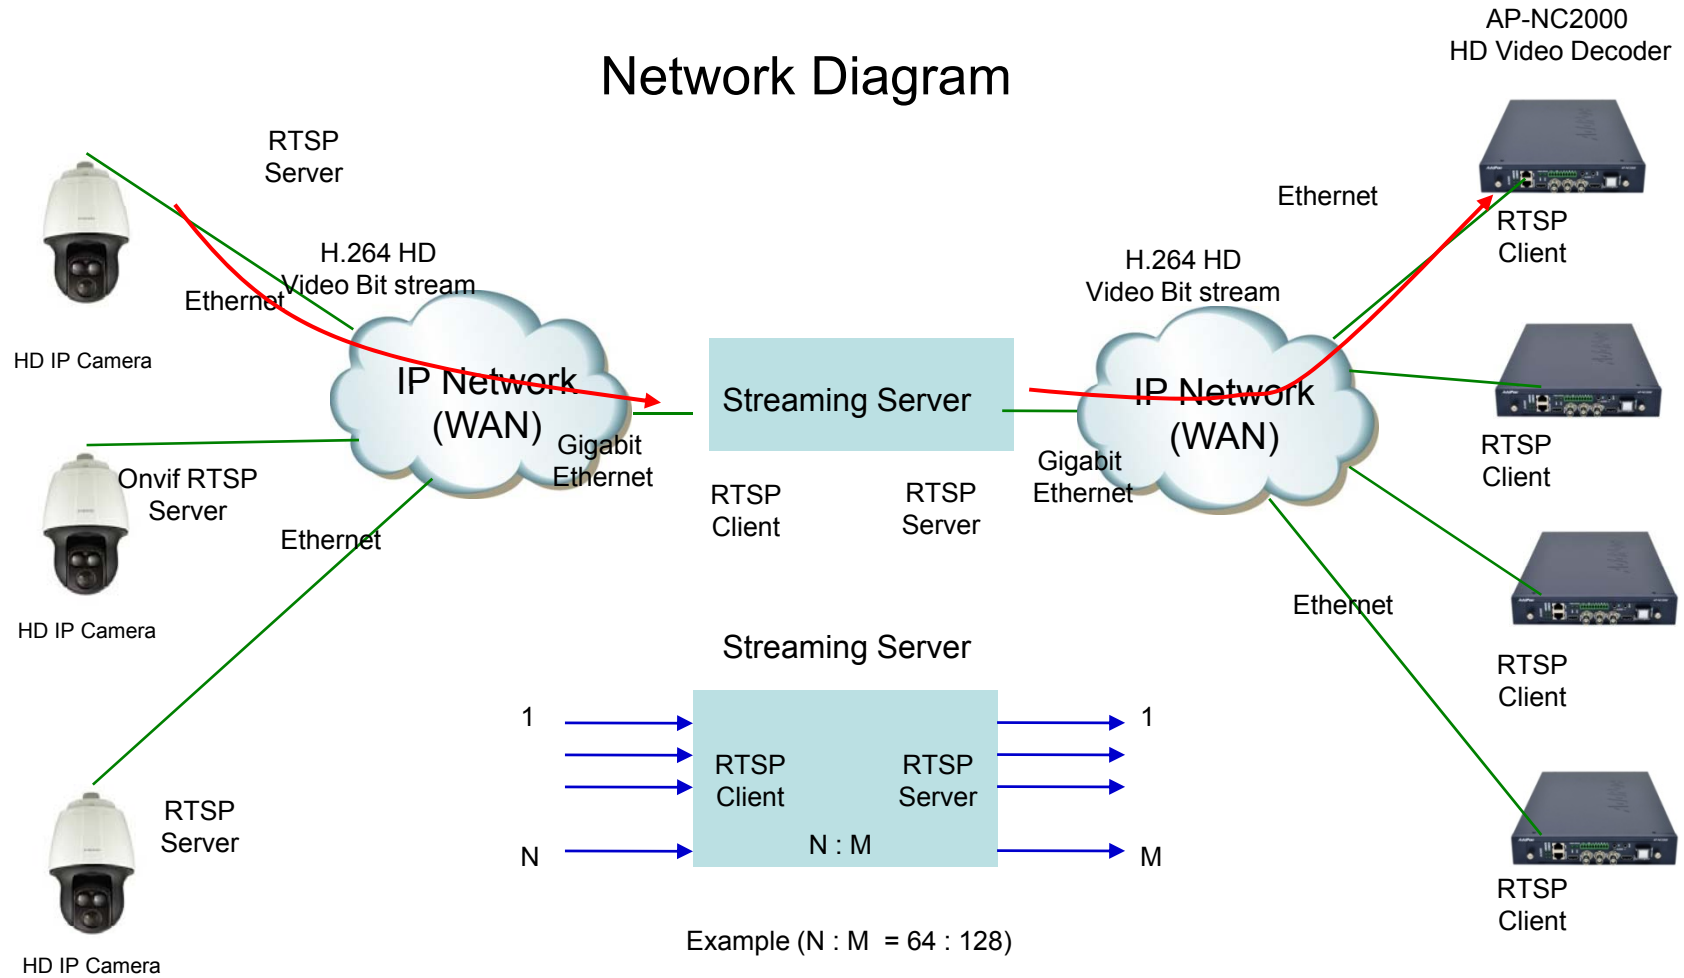 AP-NC2000
HD Video Decoder
Network Diagram
RTSP
Server
Ethernet
RTSP
Client
H.264 HD
Video Bit stream
Ethernet
H.264 HD
Video Bit stream
HD IP Camera
IP Network
(WAN)
Streaming Server
IP Network
(WAN)
Gigabit
Ethernet
Gigabit
Ethernet
RTSP
Client
Onvif RTSP
Server
RTSP
Client
RTSP
Server
Ethernet
HD IP Camera
Ethernet
Streaming Server
RTSP
Client
1
1
RTSP
Client
RTSP
Server
RTSP
Server
N : M
N
M
RTSP
Client
Example (N : M = 64 : 128)
HD IP Camera